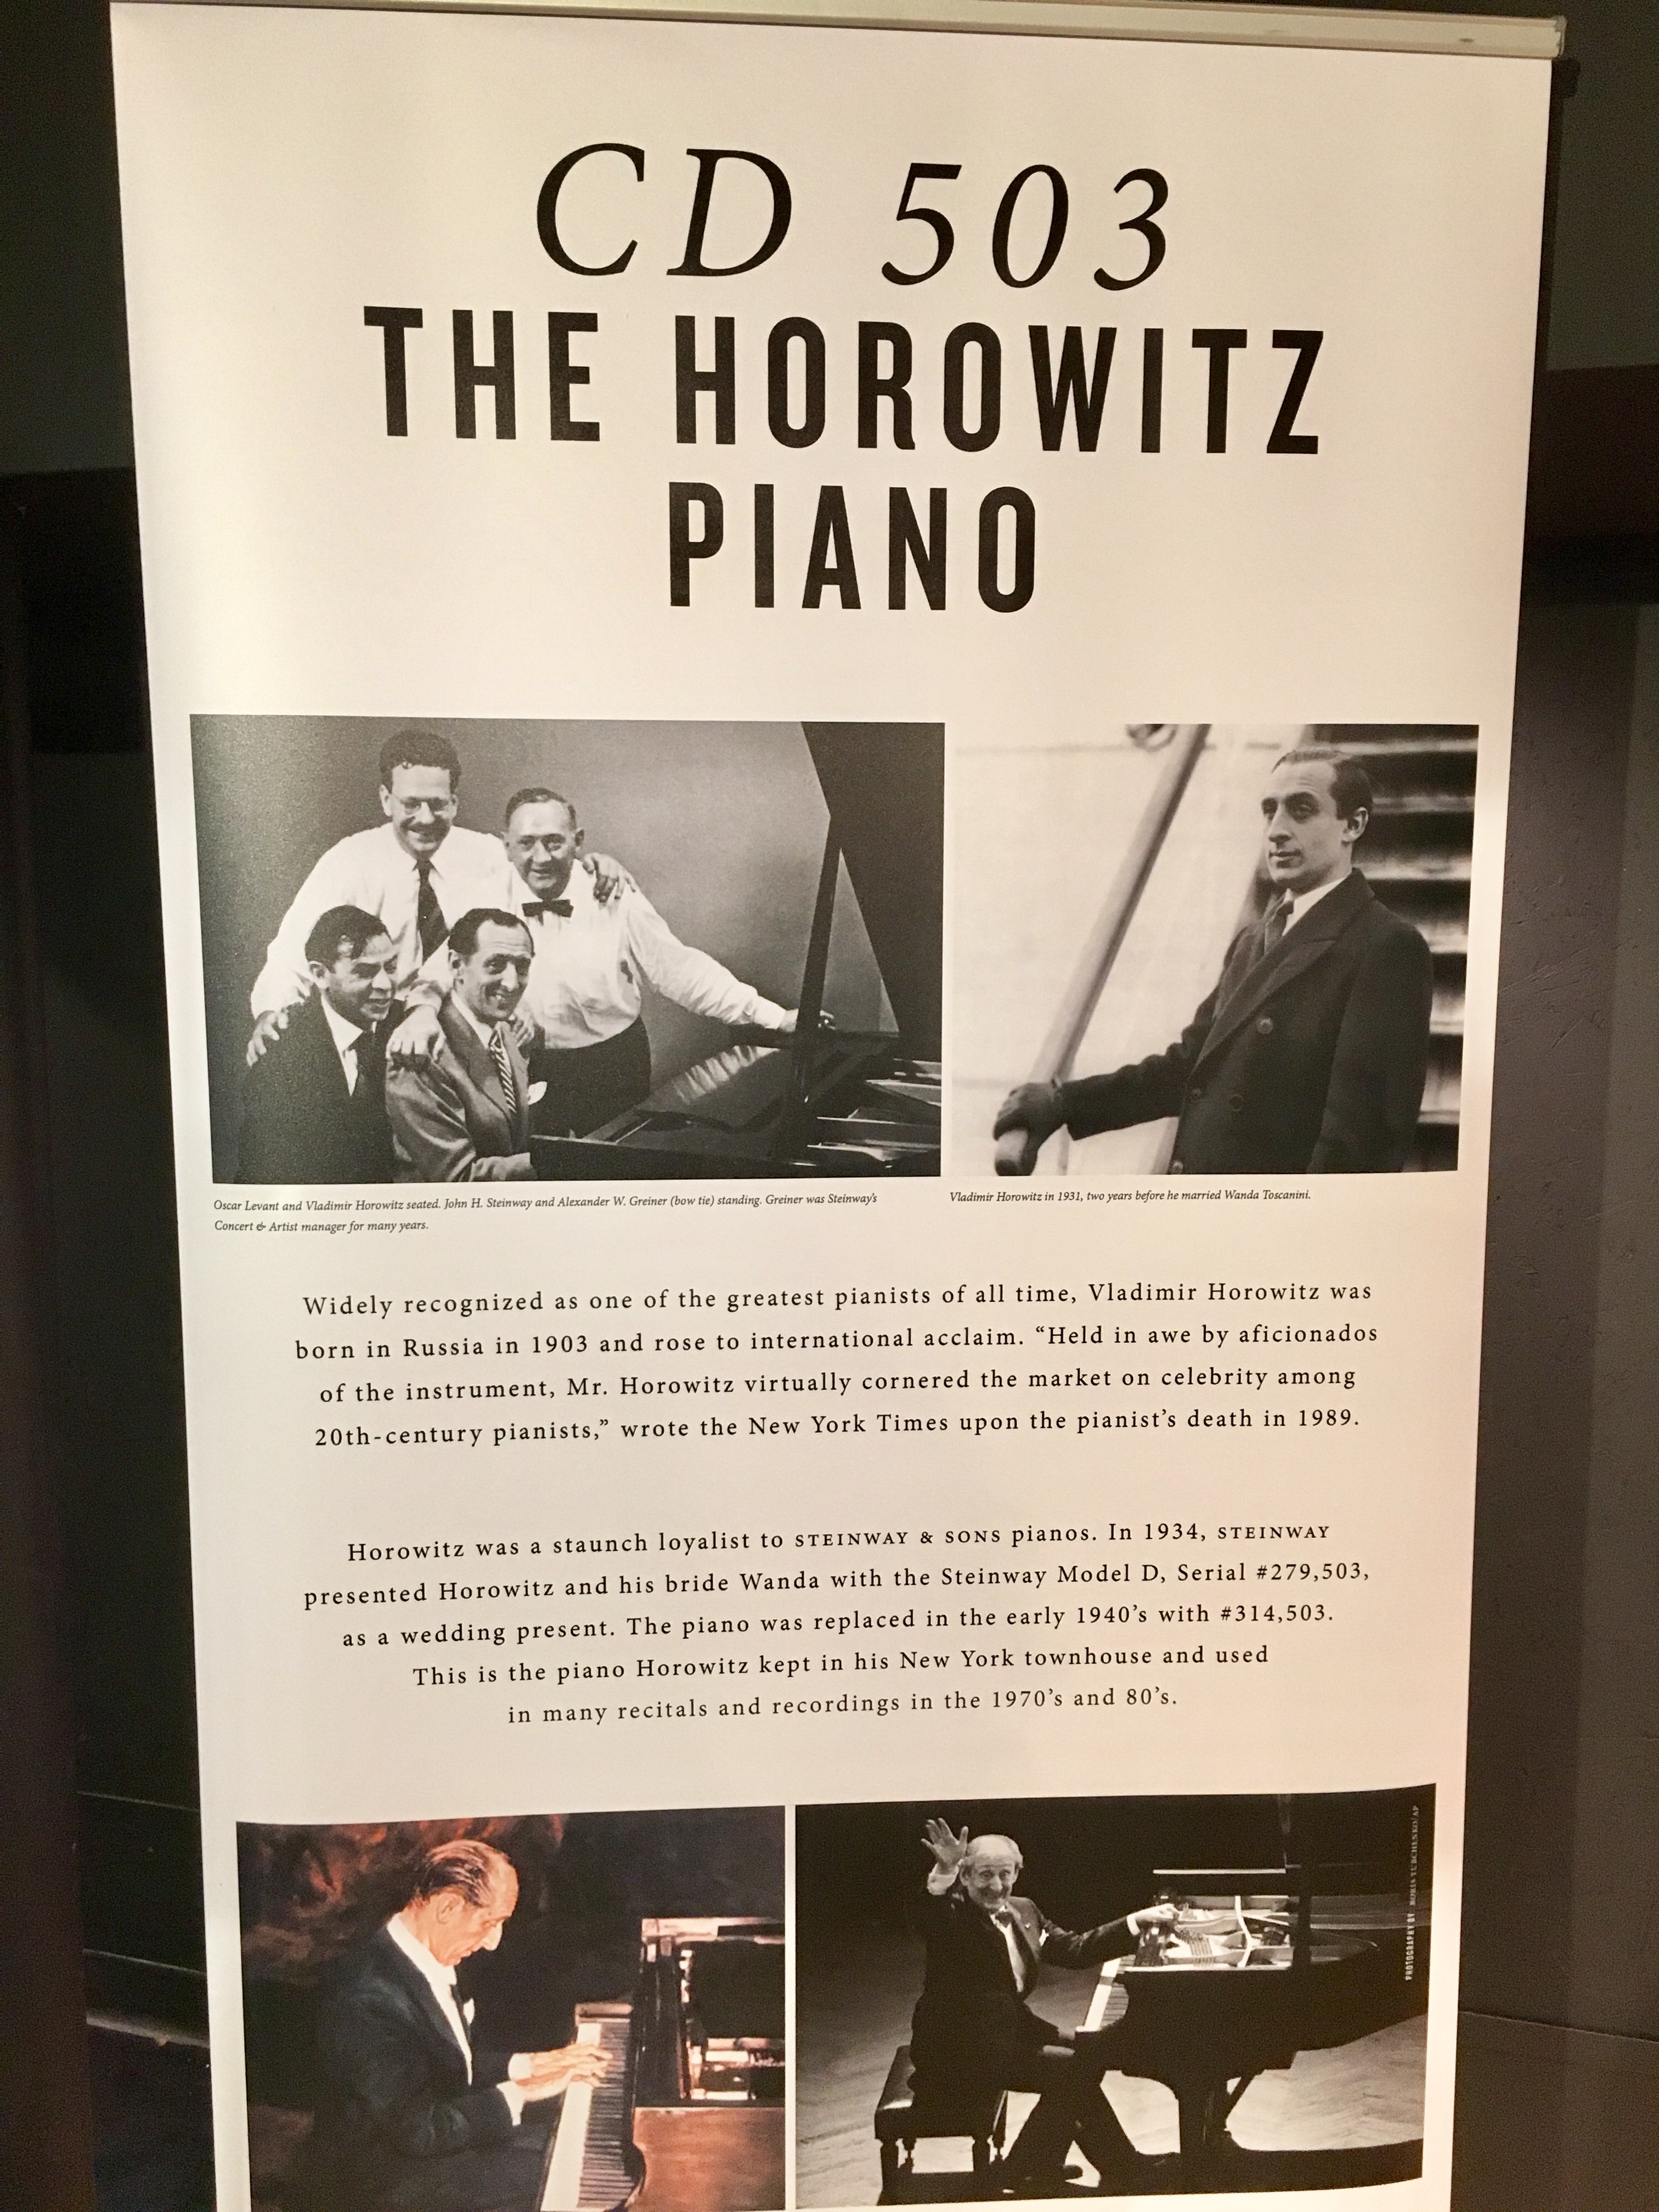 CD 503
THE HOROWITZ
PIANO
Oscar Levant and Vladimir Horowitz seated. John H. Steinway and Alexander W. Greiner (bow tie) standing. Greiner was Steinway's
Concert & Artist manager for many years.
Vladimir Horowitz in 1931, two years before he married Wanda Toscanini.
Widely recognized as one of the greatest pianists of all time, Vladimir Horowitz was
born in Russia in 1903 and rose to international acclaim. “Held in awe by aficionados
of the instrument, Mr. Horowitz virtually cornered the market on celebrity among
20th-century pianists,” wrote the New York Times upon the pianist’s death in 1989.
Horowitz was a staunch loyalist to STEINWAY & SONS pianos. In 1934, STEINWAY
presented Horowitz and his bride Wanda with the Steinway Model D, Serial #279,503,
as a wedding present. The piano was replaced in the early 1940’s with #314,503.
This is the piano Horowitz kept in his New York townhouse and used
in many recitals and recordings in the 1970’s and 80’s.
PHOTOGRAPH BY BORIS YURCHENKO/AP